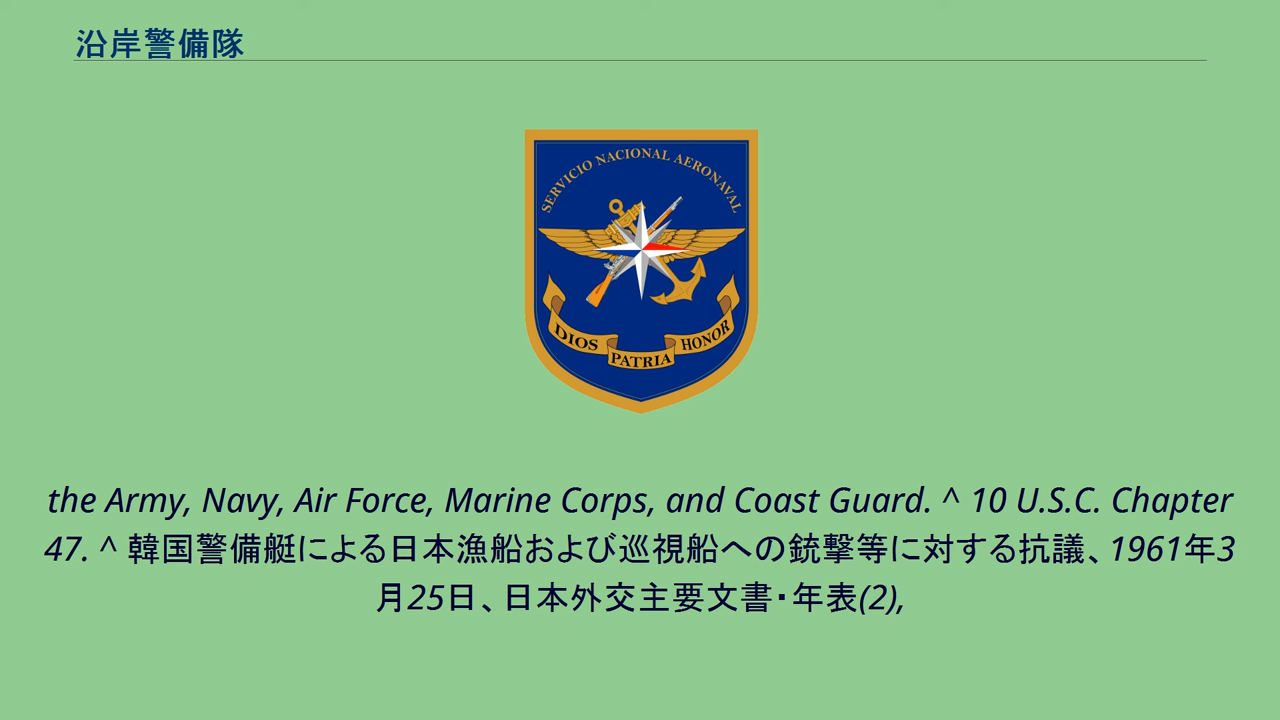 沿岸警備隊
SERVICIO NACIONAL AERONAVAL
DIOS PATRIA HONOR
the Army, Navy, Air Force, Marine Corps, and Coast Guard. ^ 10 U.S.C. Chapter
47. ^ 韓国警備艇による日本漁船および巡視船への銃撃等に対する抗議、1961年3
月25日、日本外交主要文書・年表(2),